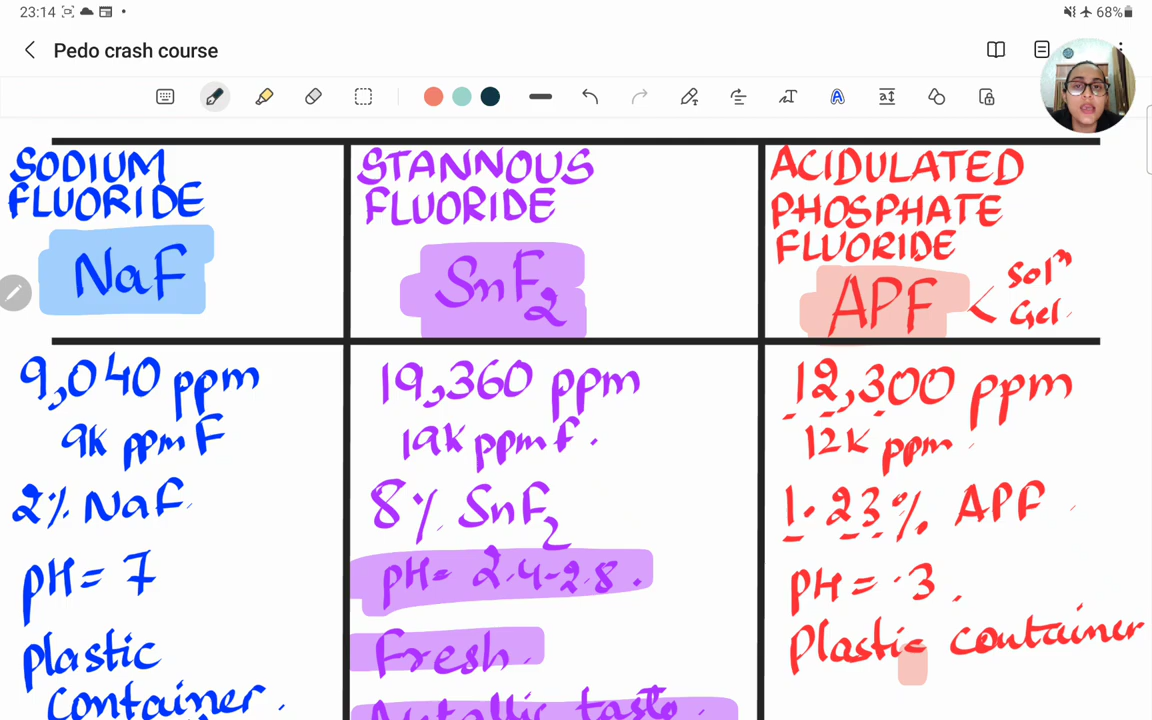 23:14
68%
Pedo crash course
SODIUM
FLUORIDE
NaF
9,040 ppm
9k ppm F
2% NaF.
pH = 7
plastic
container.
STANNOUS
FLUORIDE
SnF2
19,360 ppm
19k ppm f.
8% SnF2
pH= 2.4-2.8.
Fresh.
Metallic taste.
ACIDULATED
PHOSPHATE
FLUORIDE
APF < Solⁿ
Gel.
12,300 ppm
12k ppm.
1.23% APF.
pH = ·3.
Plastic container